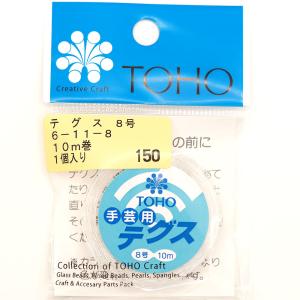 Creative Craft
TOHO
テグス 8号
6-11-8
10m巻
1個入り
150
の前に
TOHO
手芸用
テグス
8号 10m
Collection of TOHO Craft
Glass Beads, Metal Beads, Pearls, Spangles,
Craft & Accesary Parts Pack